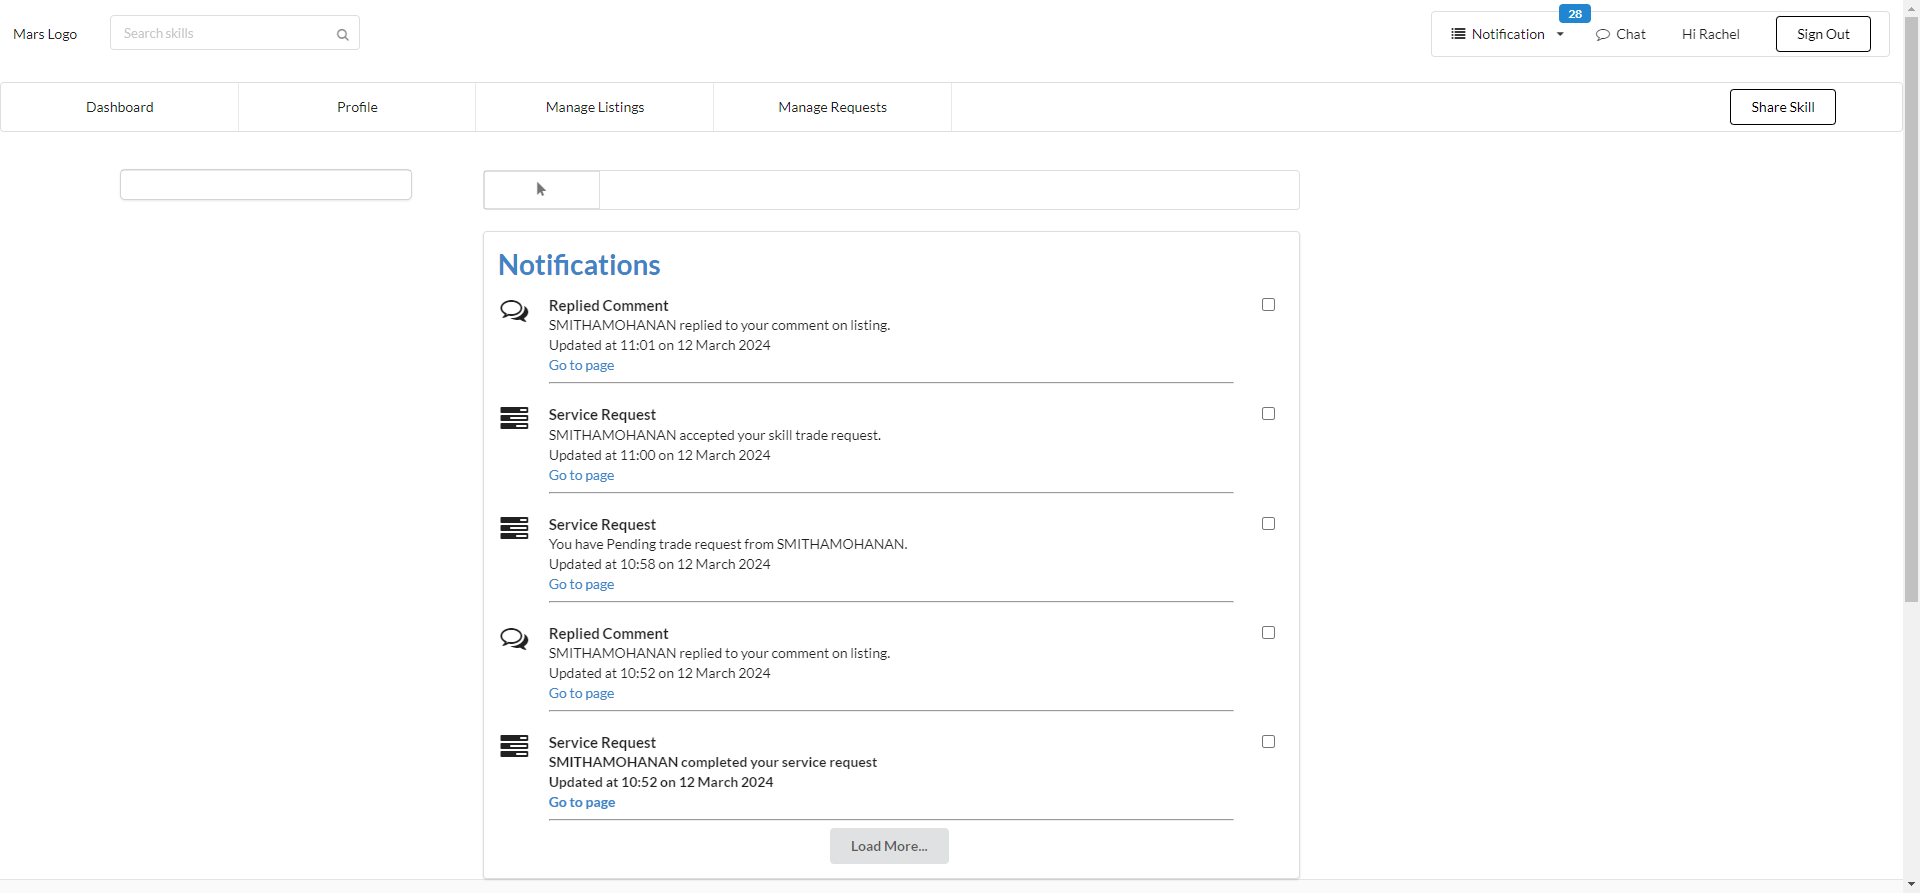 Mars Logo
Search skills
28
Notification
Chat
Hi Rachel
Sign Out
Dashboard
Profile
Manage Listings
Manage Requests
Share Skill
Notifications
Replied Comment
SMITHAMOHANAN replied to your comment on listing.
Updated at 11:01 on 12 March 2024
Go to page
Service Request
SMITHAMOHANAN accepted your skill trade request.
Updated at 11:00 on 12 March 2024
Go to page
Service Request
You have Pending trade request from SMITHAMOHANAN.
Updated at 10:58 on 12 March 2024
Go to page
Replied Comment
SMITHAMOHANAN replied to your comment on listing.
Updated at 10:52 on 12 March 2024
Go to page
Service Request
SMITHAMOHANAN completed your service request
Updated at 10:52 on 12 March 2024
Go to page
Load More...